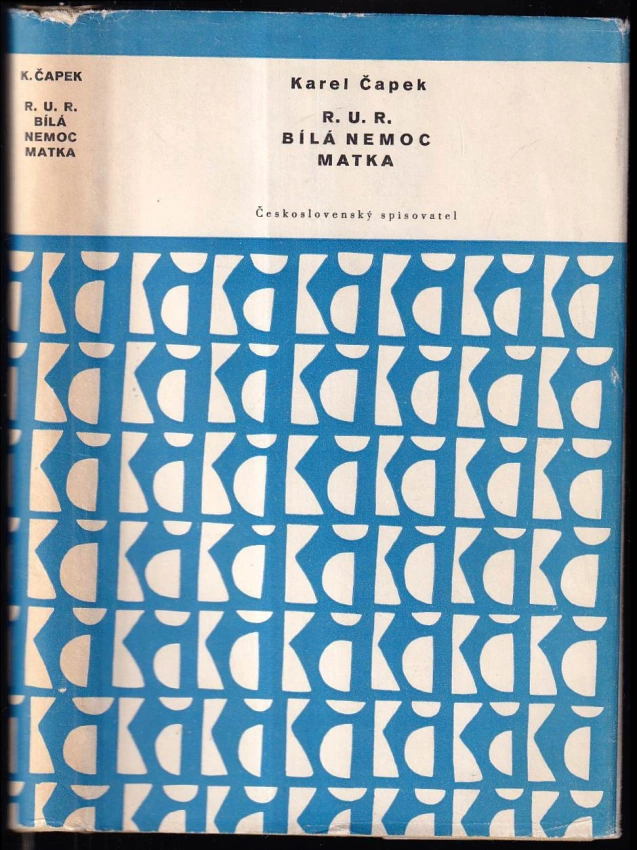 K. ČAPEK
R. U. R.
BÍLÁ
NEMOC
MATKA
Karel Čapek
R. U. R.
BÍLÁ NEMOC
MATKA
Československý spisovatel